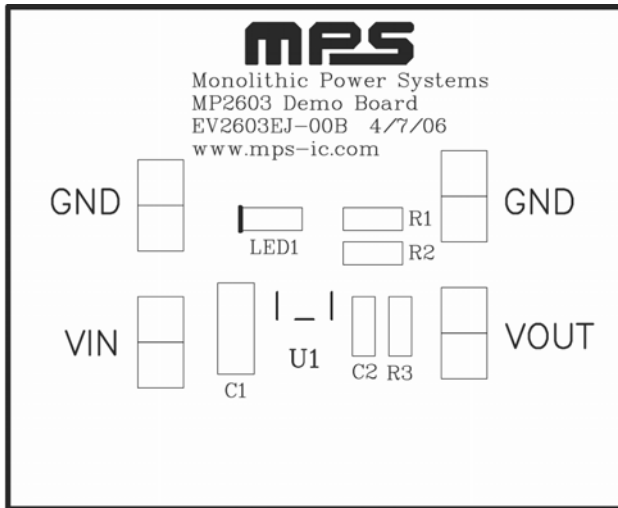 mps
Monolithic Power Systems
MP2603 Demo Board
EV2603EJ-00B 4/7/06
www.mps-ic.com
GND
GND
LED1
R1
R2
VIN
VOUT
U1
C1
C2
R3